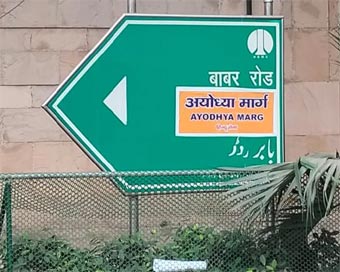 बाबर रोड
अयोध्या मार्ग
AYODHYA MARG
بابر روڈ